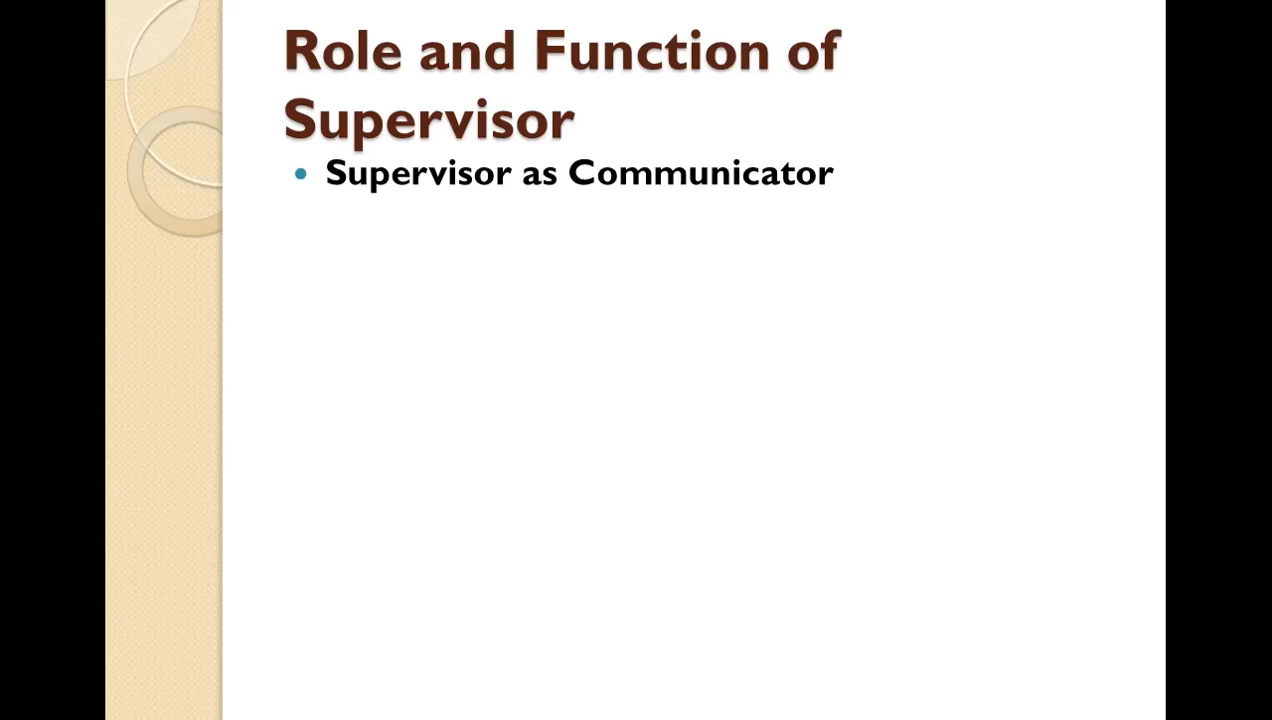 Role and Function of
Supervisor
• Supervisor as Communicator